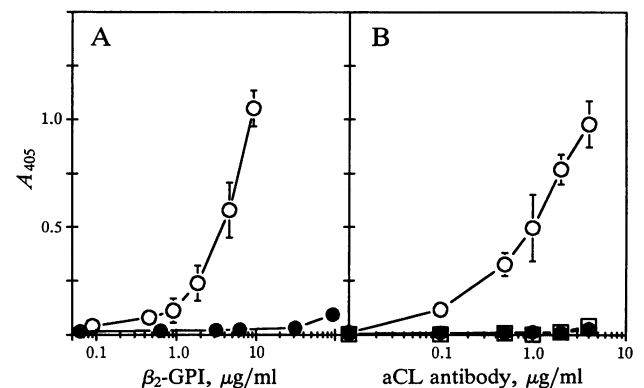 A
B
1.0
0.5
A₄₀₅
0.1 1.0 10
0.1 1.0 10
β₂-GPI, μg/ml
aCL antibody, μg/ml